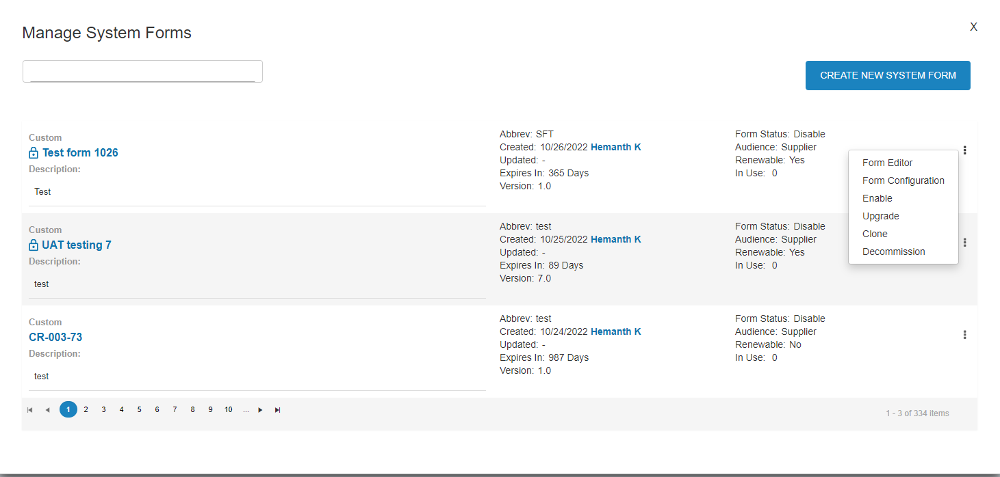 Manage System Forms
X
CREATE NEW SYSTEM FORM
Custom
Test form 1026
Description:
Test
Abbrev: SFT
Created: 10/26/2022 Hemanth K
Updated: -
Expires In: 365 Days
Version: 1.0
Form Status: Disable
Audience: Supplier
Renewable: Yes
In Use: 0
Form Editor
Form Configuration
Enable
Upgrade
Clone
Decommission
Custom
UAT testing 7
Description:
test
Abbrev: test
Created: 10/25/2022 Hemanth K
Updated: -
Expires In: 89 Days
Version: 7.0
Form Status: Disable
Audience: Supplier
Renewable: Yes
In Use: 0
Custom
CR-003-73
Description:
test
Abbrev: test
Created: 10/24/2022 Hemanth K
Updated: -
Expires In: 987 Days
Version: 1.0
Form Status: Disable
Audience: Supplier
Renewable: No
In Use: 0
1 2 3 4 5 6 7 8 9 10 ...
1 - 3 of 334 items